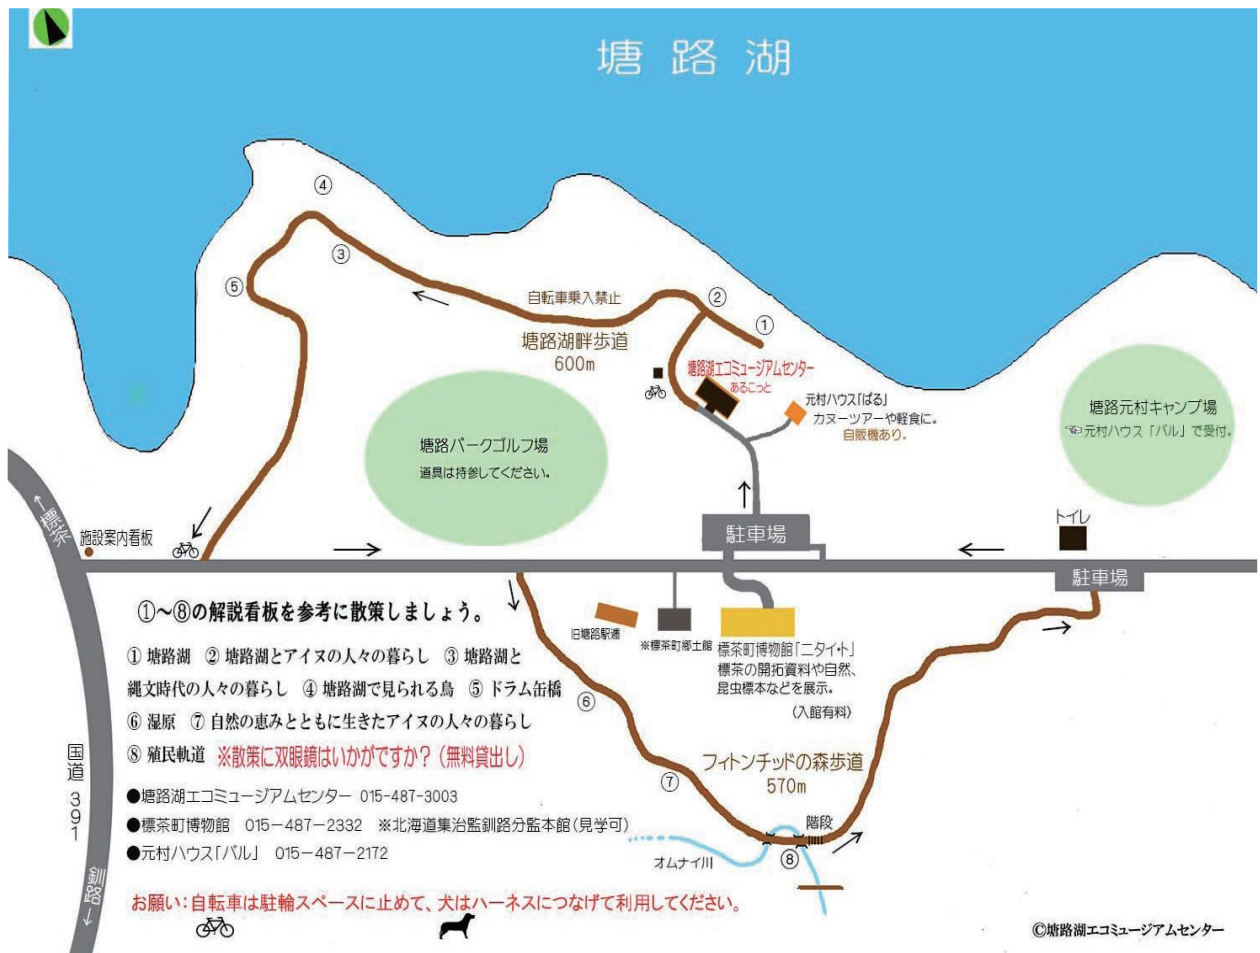 塘路湖
④
③
⑤
②
①
自転車乗入禁止
塘路湖畔歩道
600m
塘路湖エコミュージアムセンター
あるこっと
元村ハウス「ぱる」
カヌーツアーや軽食に。
自販機あり。
塘路元村キャンプ場
☜元村ハウス「パル」で受付。
塘路パークゴルフ場
道具は持参してください。
←標茶
施設案内看板
駐車場
トイレ
駐車場
①～⑧の解説看板を参考に散策しましょう。
①塘路湖 ②塘路湖とアイヌの人々の暮らし ③塘路湖と
縄文時代の人々の暮らし ④塘路湖で見られる鳥 ⑤ドラム缶橋
⑥湿原 ⑦自然の恵みとともに生きたアイヌの人々の暮らし
⑧殖民軌道 ※散策に双眼鏡はいかがですか？（無料貸出し）
●塘路湖エコミュージアムセンター 015-487-3003
●標茶町博物館 015－487－2332 ※北海道集治監釧路分監本館(見学可)
●元村ハウス「パル」 015－487－2172
旧塘路駅逓
※標茶町郷土館
標茶町博物館「ニタイ・ト」
標茶の開拓資料や自然、
昆虫標本などを展示。
（入館有料）
⑥
⑦
フィトンチッドの森歩道
570m
階段
⑧
オムナイ川
国道391
釧路→
お願い：自転車は駐輪スペースに止めて、犬はハーネスにつなげて利用してください。
©塘路湖エコミュージアムセンター